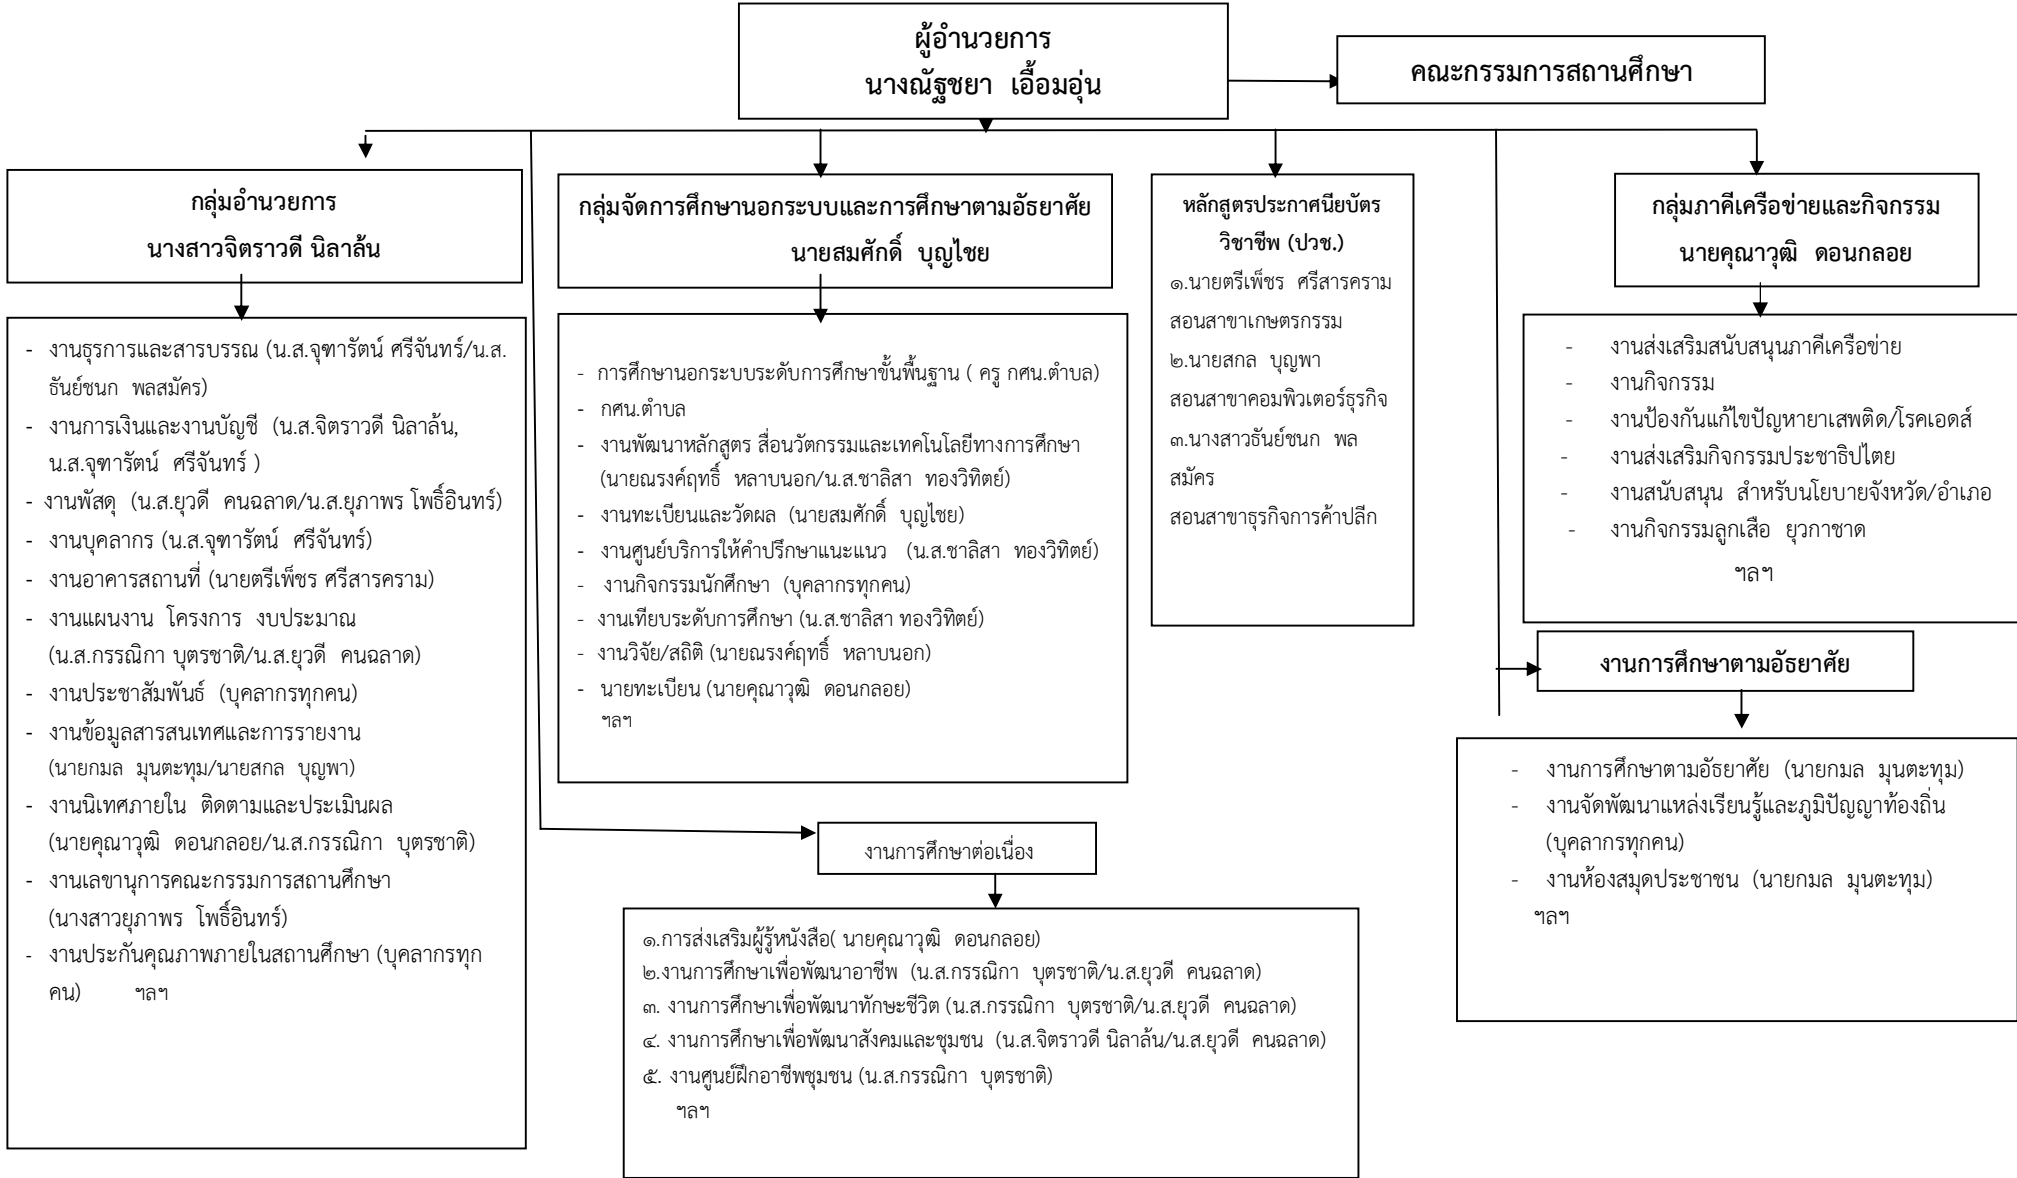 ผู้อำนวยการ
นางณัฐชยา เอื้อมอุ่น
คณะกรรมการสถานศึกษา
กลุ่มอำนวยการ
นางสาวจิตราวดี นิลาล้น
- งานธุรการและสารบรรณ (น.ส.จุฑารัตน์ ศรีจันทร์/น.ส.
ธันย์ชนก พลสมัคร)
- งานการเงินและงานบัญชี (น.ส.จิตราวดี นิลาล้น,
น.ส.จุฑารัตน์ ศรีจันทร์ )
- งานพัสดุ (น.ส.ยุวดี คนฉลาด/น.ส.ยุภาพร โพธิ์อินทร์)
- งานบุคลากร (น.ส.จุฑารัตน์ ศรีจันทร์)
- งานอาคารสถานที่ (นายตรีเพ็ชร ศรีสารคราม)
- งานแผนงาน โครงการ งบประมาณ
(น.ส.กรรณิกา บุตรชาติ/น.ส.ยุวดี คนฉลาด)
- งานประชาสัมพันธ์ (บุคลากรทุกคน)
- งานข้อมูลสารสนเทศและการรายงาน
(นายกมล มุนตะทุม/นายสกล บุญพา)
- งานนิเทศภายใน ติดตามและประเมินผล
(นายคุณาวุฒิ ดอนกลอย/น.ส.กรรณิกา บุตรชาติ)
- งานเลขานุการคณะกรรมการสถานศึกษา
(นางสาวยุภาพร โพธิ์อินทร์)
- งานประกันคุณภาพภายในสถานศึกษา (บุคลากรทุก
คน) ฯลฯ
กลุ่มจัดการศึกษานอกระบบและการศึกษาตามอัธยาศัย
นายสมศักดิ์ บุญไชย
- การศึกษานอกระบบระดับการศึกษาขั้นพื้นฐาน ( ครู กศน.ตำบล)
- กศน.ตำบล
- งานพัฒนาหลักสูตร สื่อนวัตกรรมและเทคโนโลยีทางการศึกษา
(นายณรงค์ฤทธิ์ หลาบนอก/น.ส.ชาลิสา ทองวิทิตย์)
- งานทะเบียนและวัดผล (นายสมศักดิ์ บุญไชย)
- งานศูนย์บริการให้คำปรึกษาแนะแนว (น.ส.ชาลิสา ทองวิทิตย์)
- งานกิจกรรมนักศึกษา (บุคลากรทุกคน)
- งานเทียบระดับการศึกษา (น.ส.ชาลิสา ทองวิทิตย์)
- งานวิจัย/สถิติ (นายณรงค์ฤทธิ์ หลาบนอก)
- นายทะเบียน (นายคุณาวุฒิ ดอนกลอย)
ฯลฯ
หลักสูตรประกาศนียบัตร
วิชาชีพ (ปวช.)
๑.นายตรีเพ็ชร ศรีสารคราม
สอนสาขาเกษตรกรรม
๒.นายสกล บุญพา
สอนสาขาคอมพิวเตอร์ธุรกิจ
๓.นางสาวธันย์ชนก พล
สมัคร
สอนสาขาธุรกิจการค้าปลีก
กลุ่มภาคีเครือข่ายและกิจกรรม
นายคุณาวุฒิ ดอนกลอย
- งานส่งเสริมสนับสนุนภาคีเครือข่าย
- งานกิจกรรม
- งานป้องกันแก้ไขปัญหายาเสพติด/โรคเอดส์
- งานส่งเสริมกิจกรรมประชาธิปไตย
- งานสนับสนุน สำหรับนโยบายจังหวัด/อำเภอ
- งานกิจกรรมลูกเสือ ยุวกาชาด
ฯลฯ
งานการศึกษาตามอัธยาศัย
- งานการศึกษาตามอัธยาศัย (นายกมล มุนตะทุม)
- งานจัดพัฒนาแหล่งเรียนรู้และภูมิปัญญาท้องถิ่น
(บุคลากรทุกคน)
- งานห้องสมุดประชาชน (นายกมล มุนตะทุม)
ฯลฯ
งานการศึกษาต่อเนื่อง
๑.การส่งเสริมผู้รู้หนังสือ( นายคุณาวุฒิ ดอนกลอย)
๒.งานการศึกษาเพื่อพัฒนาอาชีพ (น.ส.กรรณิกา บุตรชาติ/น.ส.ยุวดี คนฉลาด)
๓. งานการศึกษาเพื่อพัฒนาทักษะชีวิต (น.ส.กรรณิกา บุตรชาติ/น.ส.ยุวดี คนฉลาด)
๔. งานการศึกษาเพื่อพัฒนาสังคมและชุมชน (น.ส.จิตราวดี นิลาล้น/น.ส.ยุวดี คนฉลาด)
๕. งานศูนย์ฝึกอาชีพชุมชน (น.ส.กรรณิกา บุตรชาติ)
ฯลฯ